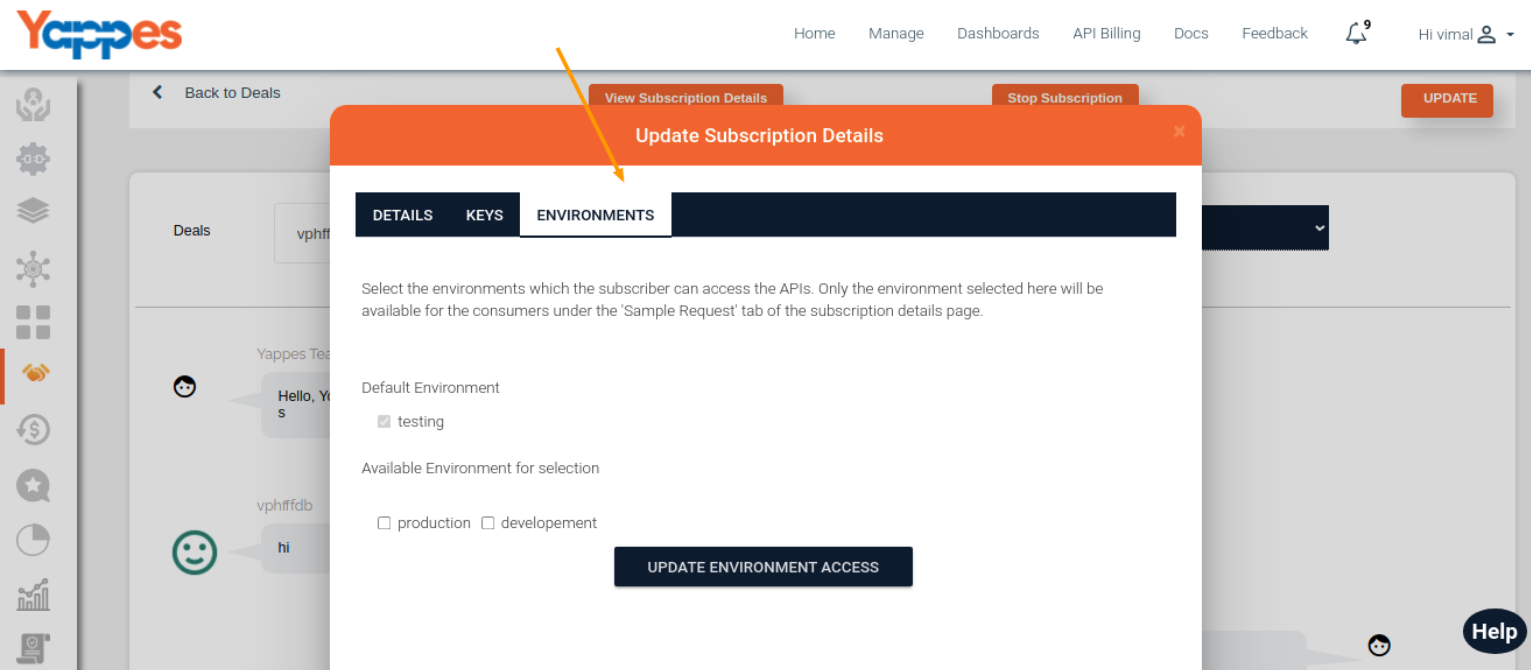 Yappes
Home Manage Dashboards API Billing Docs Feedback 9 Hi vimal
Back to Deals
View Subscription Details
Stop Subscription
UPDATE
Update Subscription Details
×
DETAILS KEYS ENVIRONMENTS
Deals
vphff
Select the environments which the subscriber can access the APIs. Only the environment selected here will be
available for the consumers under the 'Sample Request' tab of the subscription details page.
Yappes Tea
Hello, Yo
s
Default Environment
testing
Available Environment for selection
vphfffdb
hi
production developement
UPDATE ENVIRONMENT ACCESS
Help